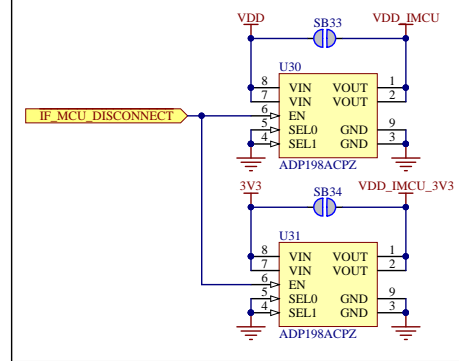 VDD SB33 VDD_IMCU
U30
8 VIN VOUT 1
7 VIN VOUT 2
IF_MCU_DISCONNECT 6 EN
5 SEL0 GND 9
4 SEL1 GND 3
ADP198ACPZ
3V3 SB34 VDD_IMCU_3V3
U31
8 VIN VOUT 1
7 VIN VOUT 2
6 EN
5 SEL0 GND 9
4 SEL1 GND 3
ADP198ACPZ